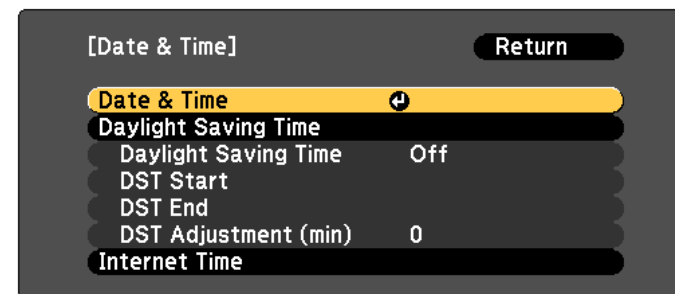 [Date & Time] Return
Date & Time
Daylight Saving Time
Daylight Saving Time Off
DST Start
DST End
DST Adjustment (min) 0
Internet Time